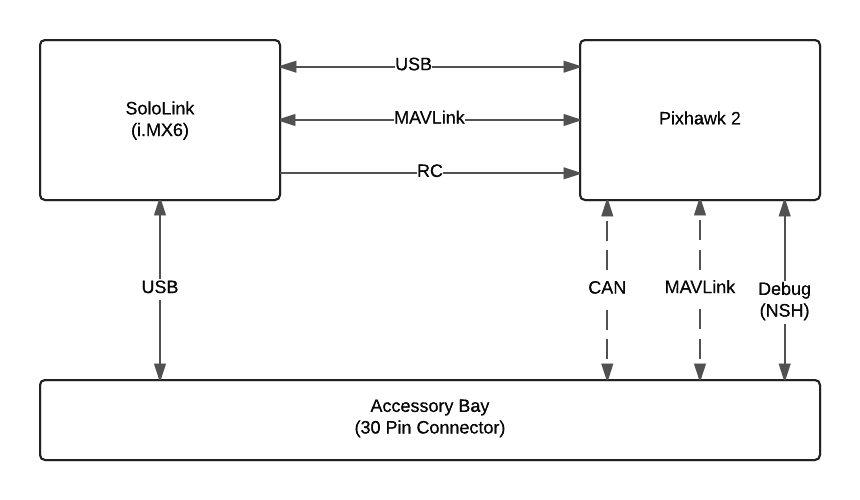 SoloLink
(i.MX6)
USB
MAVLink
RC
Pixhawk 2
USB
CAN
MAVLink
Debug
(NSH)
Accessory Bay
(30 Pin Connector)